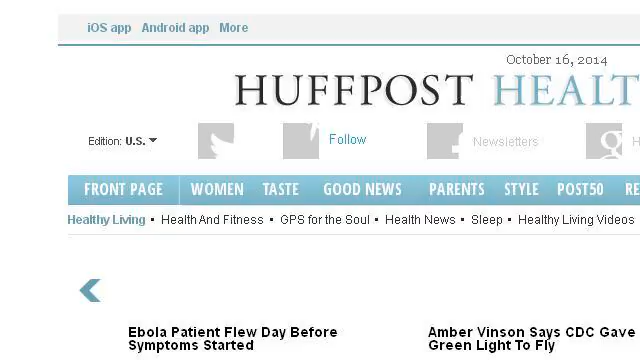 iOS app Android app More
October 16, 2014
HUFFPOST HEALT
Edition: U.S. Follow Newsletters H
FRONT PAGE WOMEN TASTE GOOD NEWS PARENTS STYLE POST50 RE
Healthy Living • Health And Fitness • GPS for the Soul • Health News • Sleep • Healthy Living Videos
Ebola Patient Flew Day Before
Symptoms Started
Amber Vinson Says CDC Gave
Green Light To Fly